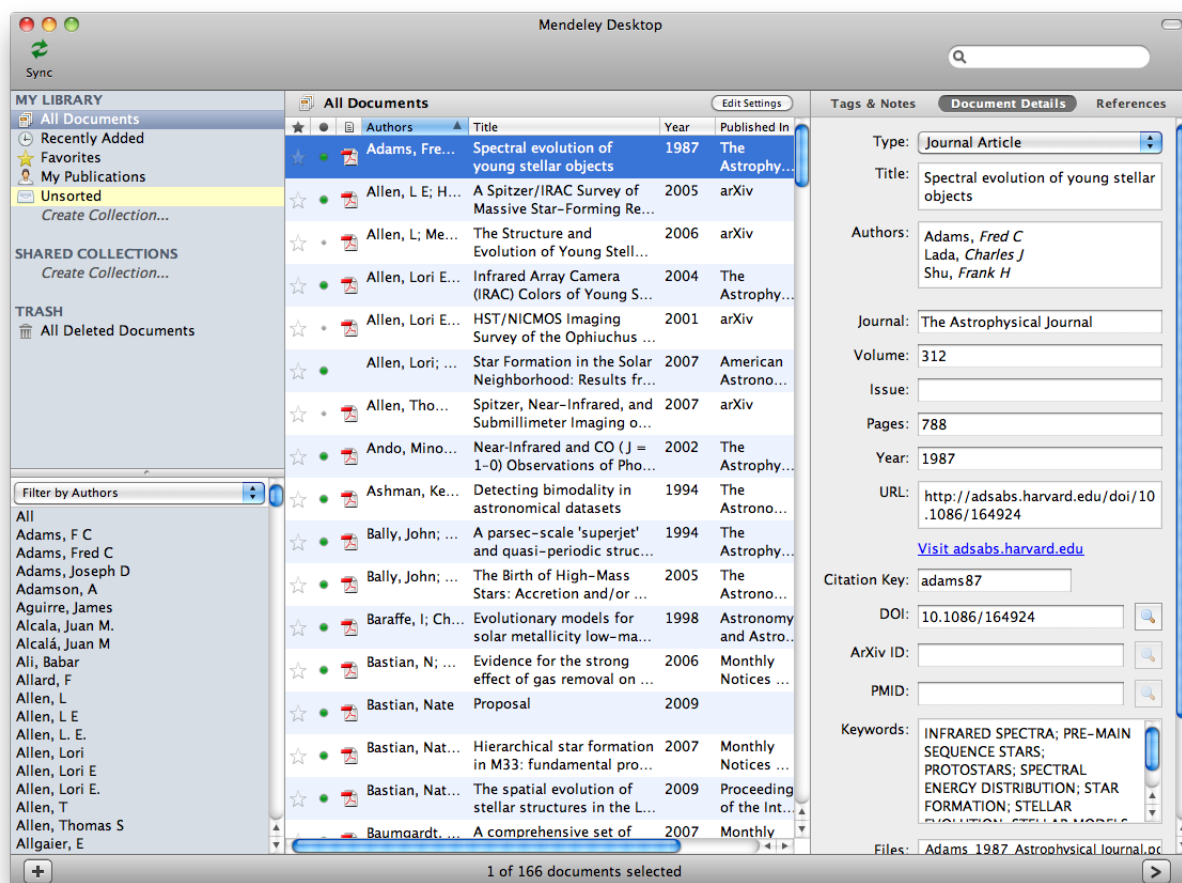 Mendeley Desktop
Sync
MY LIBRARY
All Documents
Recently Added
Favorites
My Publications
Unsorted
Create Collection...
SHARED COLLECTIONS
Create Collection...
TRASH
All Deleted Documents
Filter by Authors
All
Adams, F C
Adams, Fred C
Adams, Joseph D
Adamson, A
Aguirre, James
Alcala, Juan M.
Alcalá, Juan M
Ali, Babar
Allard, F
Allen, L
Allen, L E
Allen, L. E.
Allen, Lori
Allen, Lori E
Allen, Lori E.
Allen, T
Allen, Thomas S
Allgaier, E
All Documents
Edit Settings
Authors Title Year Published In
Adams, Fre... Spectral evolution of 1987 The
young stellar objects Astrophy...
Allen, L E; H... A Spitzer/IRAC Survey of 2005 arXiv
Massive Star-Forming Re...
Allen, L; Me... The Structure and 2006 arXiv
Evolution of Young Stell...
Allen, Lori E... Infrared Array Camera 2004 The
(IRAC) Colors of Young S... Astrophy...
Allen, Lori E... HST/NICMOS Imaging 2001 arXiv
Survey of the Ophiuchus ...
Allen, Lori; ... Star Formation in the Solar 2007 American
Neighborhood: Results fr... Astrono...
Allen, Tho... Spitzer, Near-Infrared, and 2007 arXiv
Submillimeter Imaging o...
Ando, Mino... Near-Infrared and CO ( J = 2002 The
1-0) Observations of Pho... Astrophy...
Ashman, Ke... Detecting bimodality in 1994 The
astronomical datasets Astrono...
Bally, John; ... A parsec-scale 'superjet' 1994 The
and quasi-periodic struc... Astrophy...
Bally, John; ... The Birth of High-Mass 2005 The
Stars: Accretion and/or ... Astrono...
Baraffe, I; Ch... Evolutionary models for 1998 Astronomy
solar metallicity low-ma... and Astro...
Bastian, N; ... Evidence for the strong 2006 Monthly
effect of gas removal on ... Notices ...
Bastian, Nate Proposal 2009
Bastian, Nat... Hierarchical star formation 2007 Monthly
in M33: fundamental pro... Notices ...
Bastian, Nat... The spatial evolution of 2009 Proceeding
stellar structures in the L... of the Int...
Baumgardt, ... A comprehensive set of 2007 Monthly
Tags & Notes Document Details References
Type: Journal Article
Title: Spectral evolution of young stellar
objects
Authors: Adams, Fred C
Lada, Charles J
Shu, Frank H
Journal: The Astrophysical Journal
Volume: 312
Issue:
Pages: 788
Year: 1987
URL: http://adsabs.harvard.edu/doi/10
.1086/164924
Visit adsabs.harvard.edu
Citation Key: adams87
DOI: 10.1086/164924
ArXiv ID:
PMID:
Keywords: INFRARED SPECTRA; PRE-MAIN
SEQUENCE STARS;
PROTOSTARS; SPECTRAL
ENERGY DISTRIBUTION; STAR
FORMATION; STELLAR
EVOLUTION; STELLAR MODELS
Files: Adams 1987 Astrophysical Journal.pd
1 of 166 documents selected